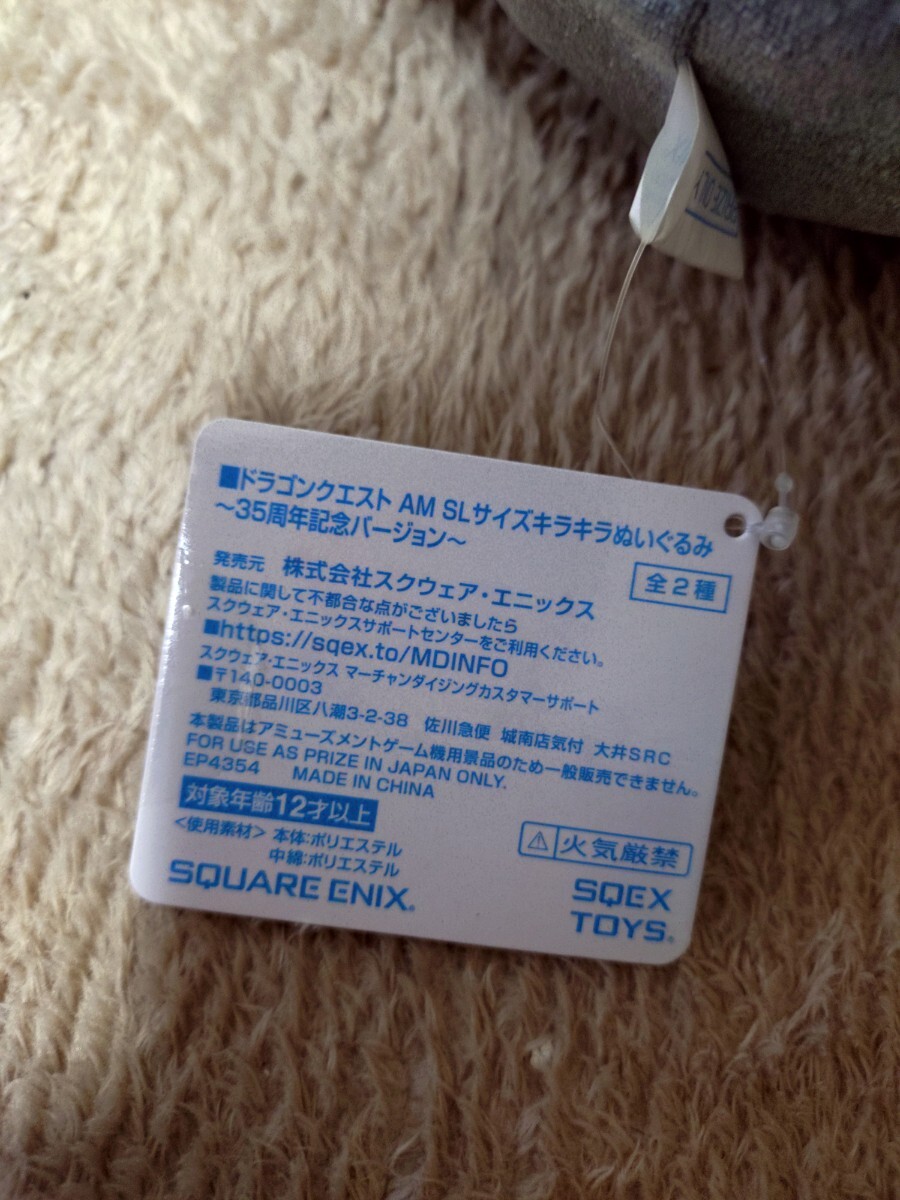 ■ドラゴンクエスト AM SLサイズキラキラぬいぐるみ
～35周年記念バージョン～
全2種
発売元 株式会社スクウェア・エニックス
製品に関して不都合な点がございましたら
スクウェア・エニックスサポートセンターをご利用ください。
■https://sqex.to/MDINFO
スクウェア・エニックス マーチャンダイジングカスタマーサポート
■〒140-0003
東京都品川区八潮3-2-38 佐川急便 城南店気付 大井SRC
本製品はアミューズメントゲーム機用景品のため一般販売できません。
FOR USE AS PRIZE IN JAPAN ONLY.
EP4354 MADE IN CHINA
対象年齢12才以上
<使用素材> 本体:ポリエステル
中綿:ポリエステル
⚠火気厳禁
SQUARE ENIX.
SQEX
TOYS.